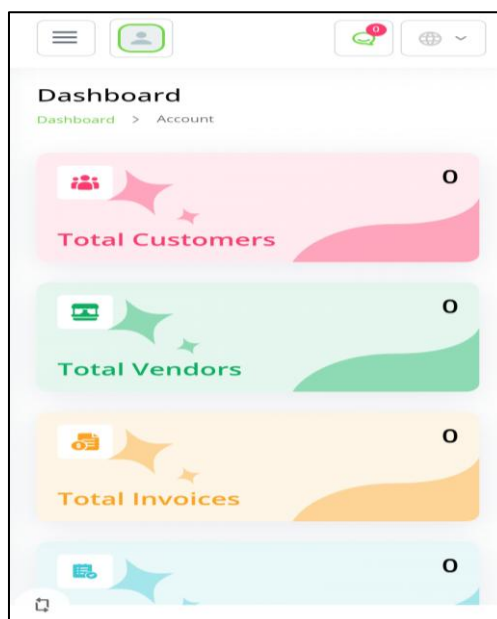 0
Dashboard
Dashboard > Account
0
Total Customers
0
Total Vendors
0
Total Invoices
0